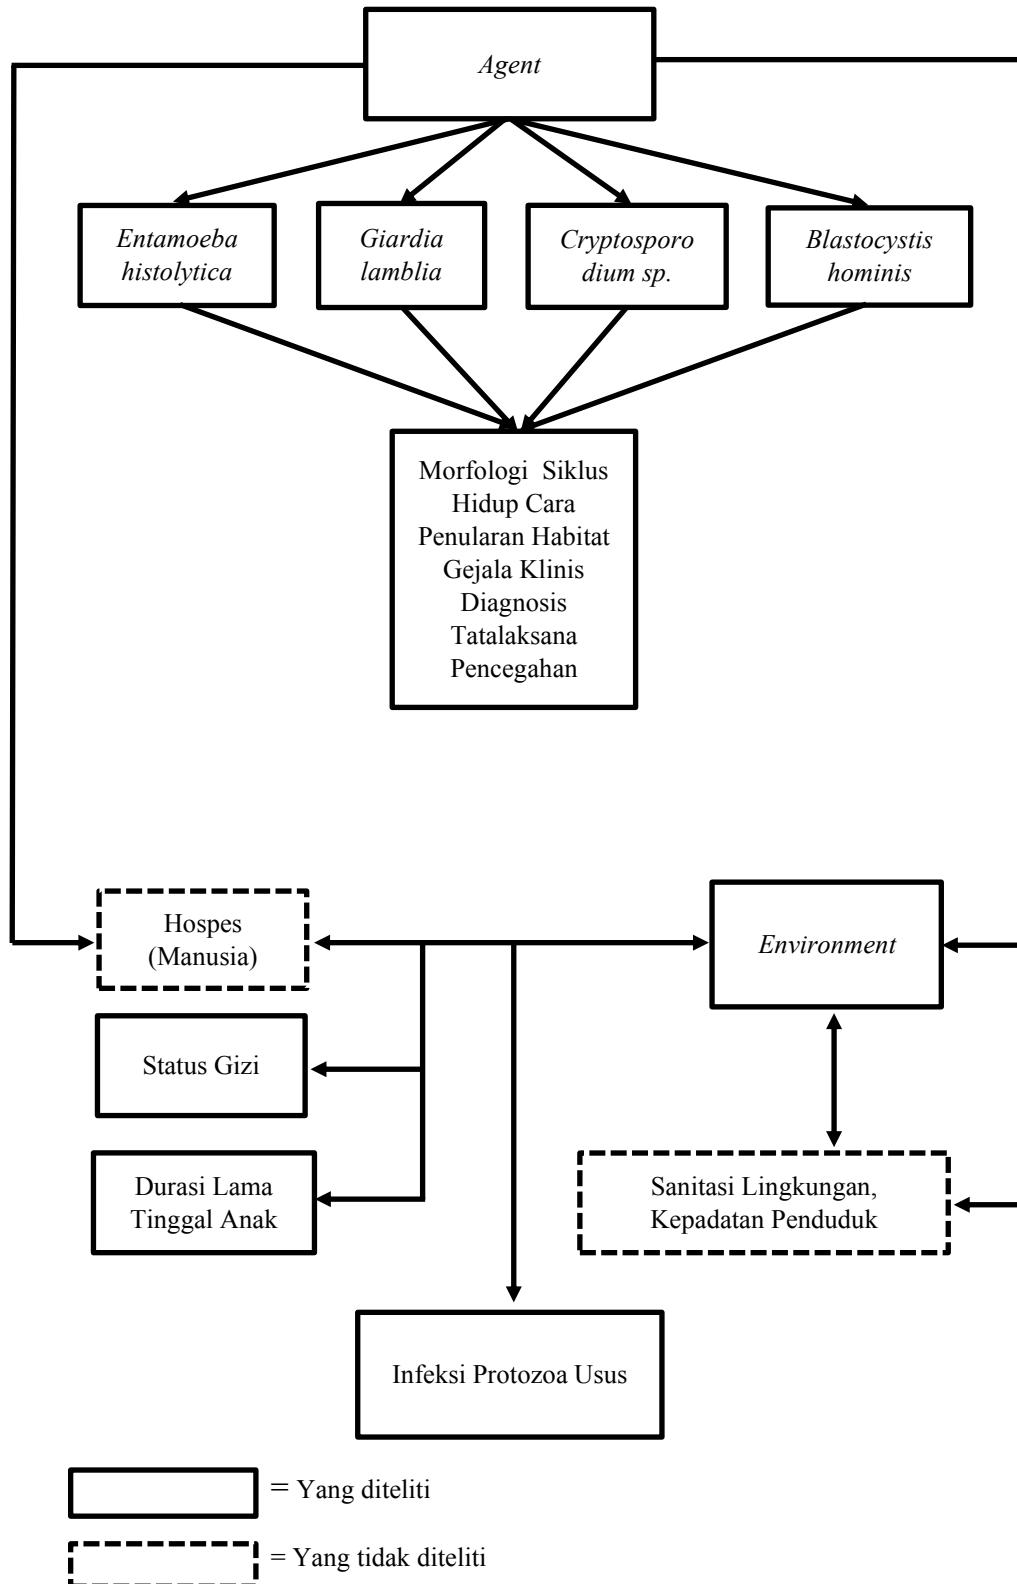 Agent
Entamoeba
histolytica
Giardia
lamblia
Cryptosporo
dium sp.
Blastocystis
hominis
Morfologi Siklus
Hidup Cara
Penularan Habitat
Gejala Klinis
Diagnosis
Tatalaksana
Pencegahan
Hospes
(Manusia)
Environment
Status Gizi
Durasi Lama
Tinggal Anak
Sanitasi Lingkungan,
Kepadatan Penduduk
Infeksi Protozoa Usus
= Yang diteliti
= Yang tidak diteliti